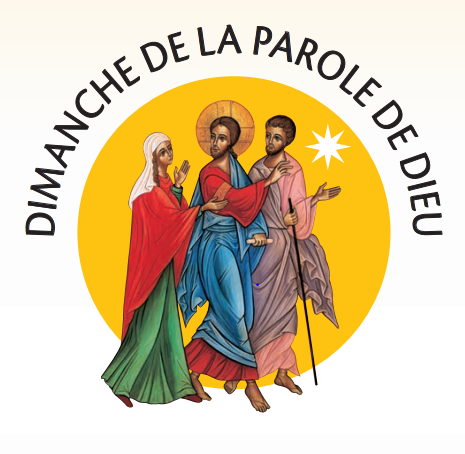 DIMANCHE DE LA PAROLE DE DIEU